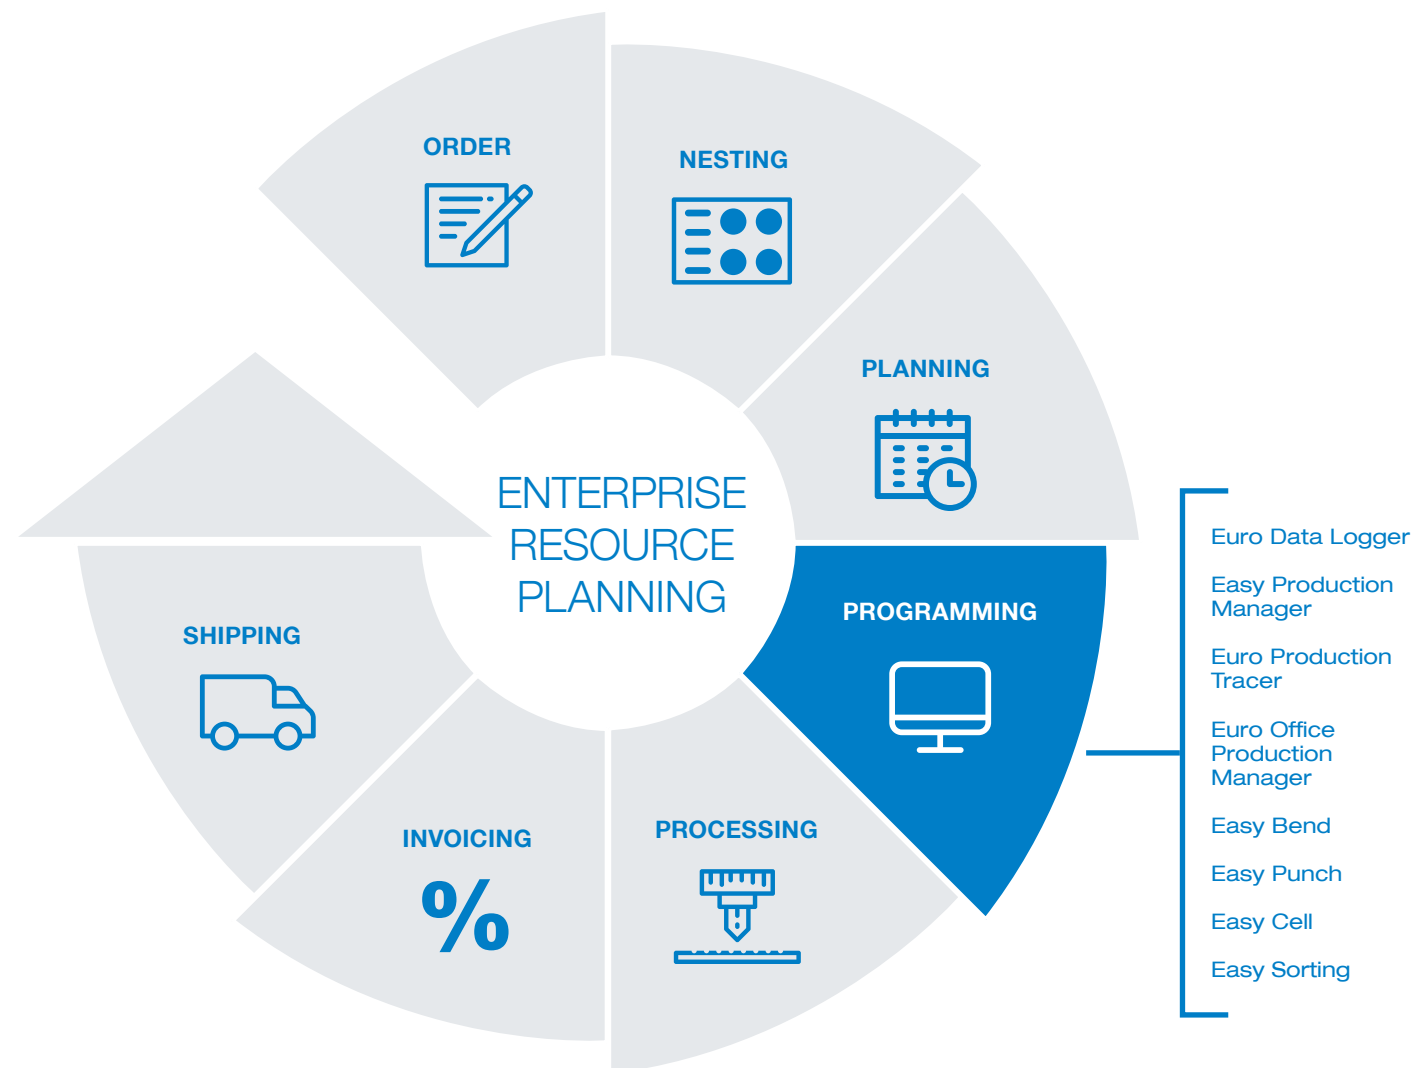 ORDER
NESTING
PLANNING
ENTERPRISE
RESOURCE
PLANNING
PROGRAMMING
SHIPPING
INVOICING
%
PROCESSING
Euro Data Logger
Easy Production
Manager
Euro Production
Tracer
Euro Office
Production
Manager
Easy Bend
Easy Punch
Easy Cell
Easy Sorting